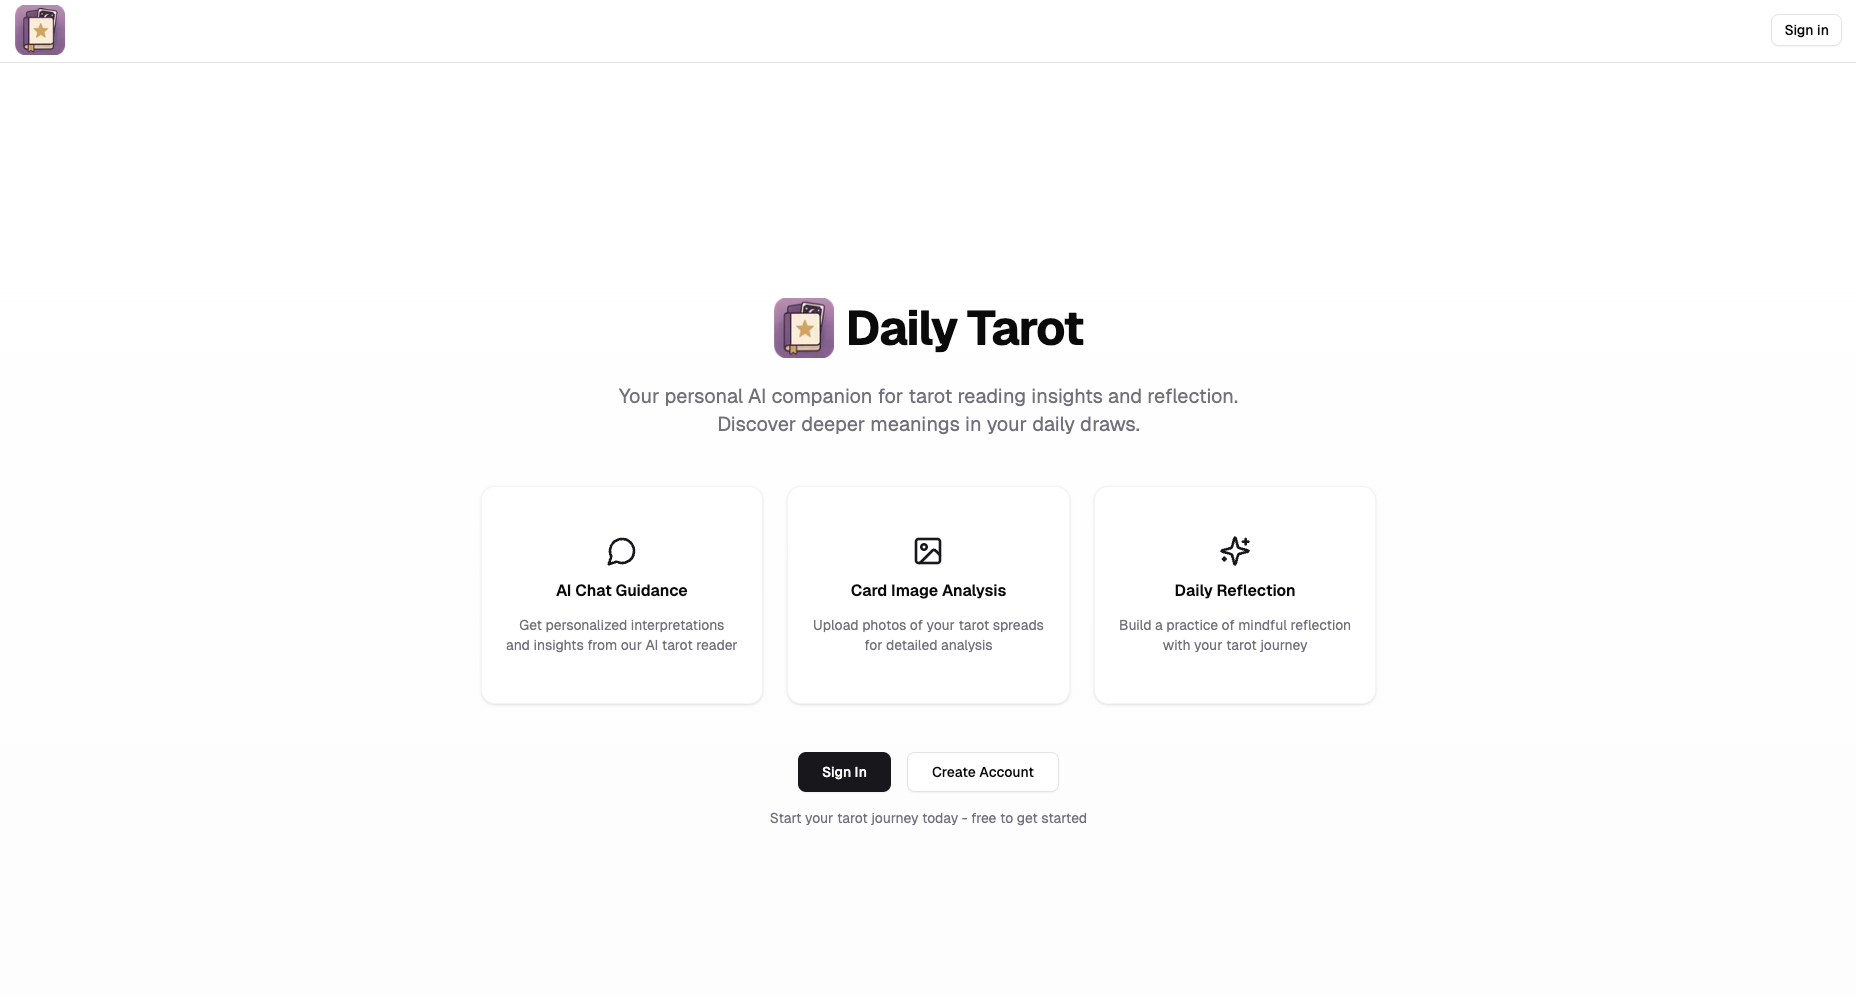 Sign in
Daily Tarot
Your personal AI companion for tarot reading insights and reflection.
Discover deeper meanings in your daily draws.
AI Chat Guidance
Get personalized interpretations
and insights from our AI tarot reader
Card Image Analysis
Upload photos of your tarot spreads
for detailed analysis
Daily Reflection
Build a practice of mindful reflection
with your tarot journey
Sign In
Create Account
Start your tarot journey today - free to get started